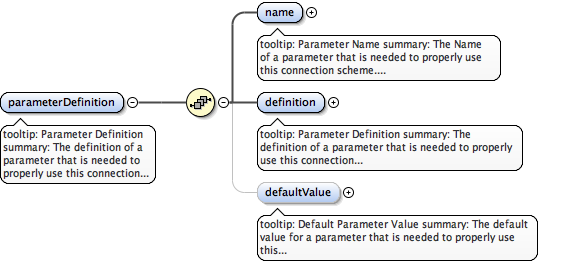 name
tooltip: Parameter Name summary: The Name
of a parameter that is needed to properly use
this connection scheme....
parameterDefinition
tooltip: Parameter Definition
summary: The definition of a
parameter that is needed to
properly use this connection...
definition
tooltip: Parameter Definition summary: The
definition of a parameter that is needed to properly
use this connection...
defaultValue
tooltip: Default Parameter Value summary: The default
value for a parameter that is needed to properly use
this...